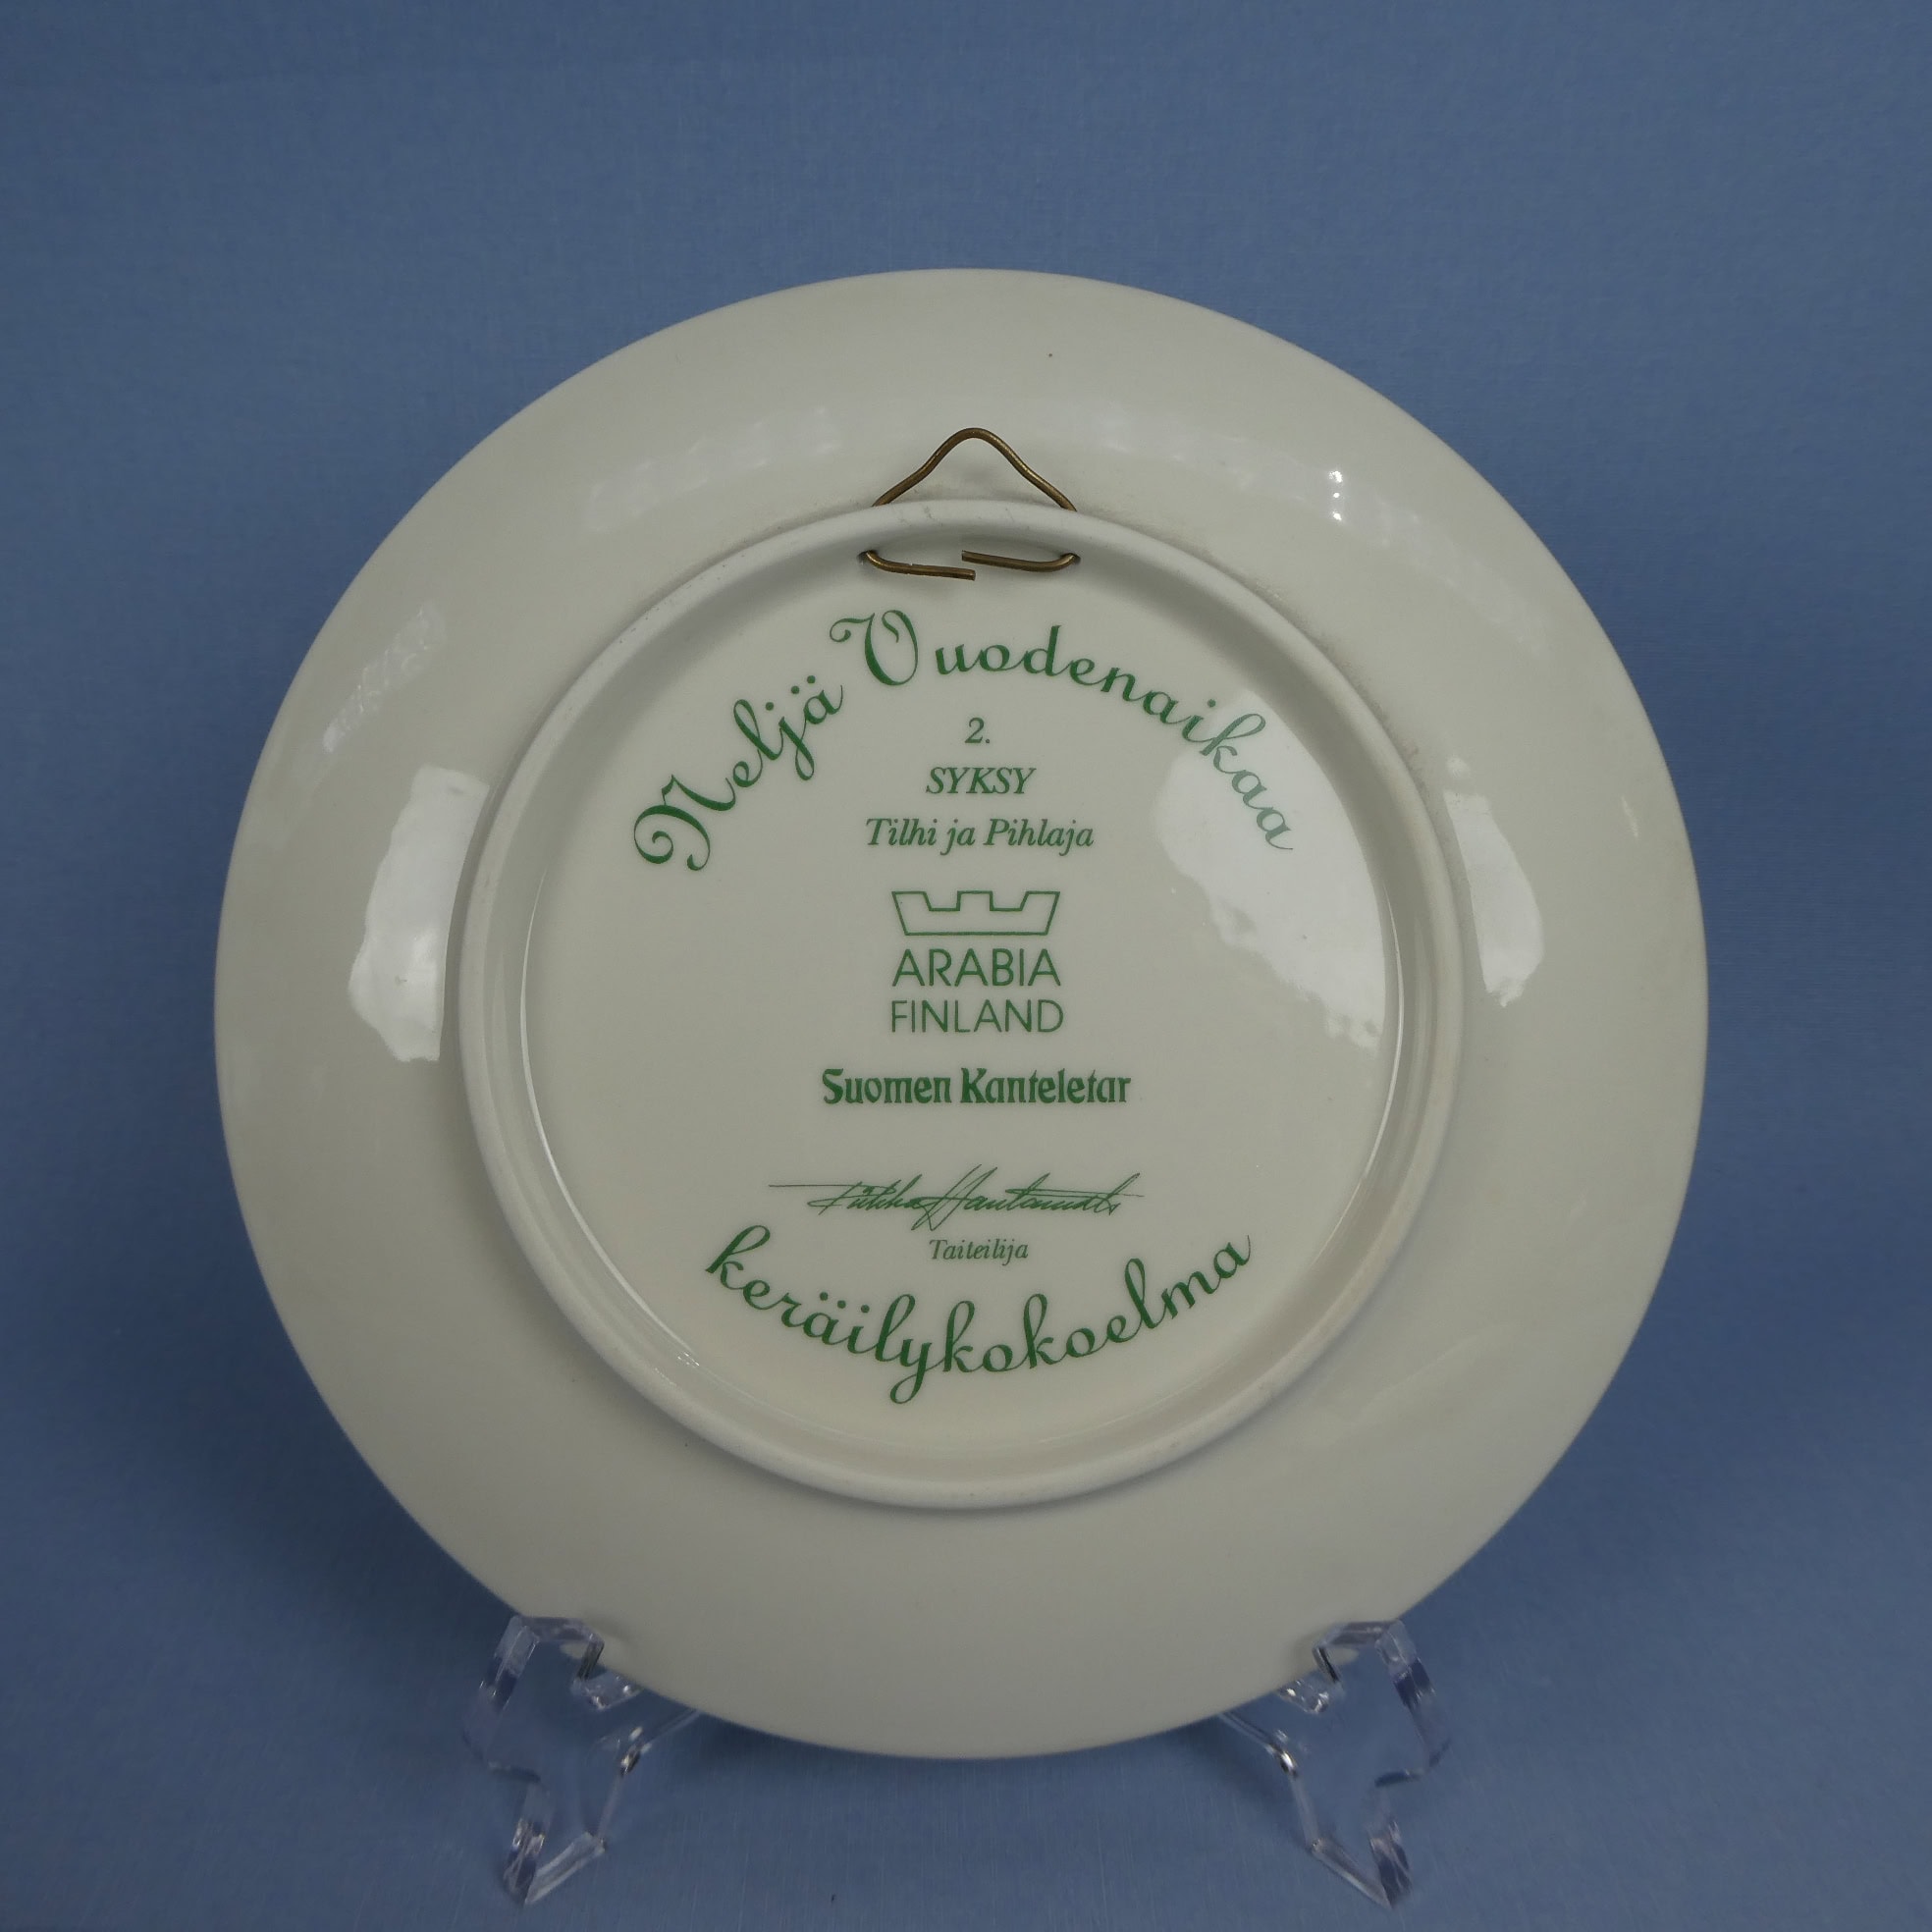 Neljä Vuodenaikaa
2.
SYKSY
Tilhi ja Pihlaja
ARABIA
FINLAND
Suomen Kanteletar
Taiteilija
keräilykokoelma